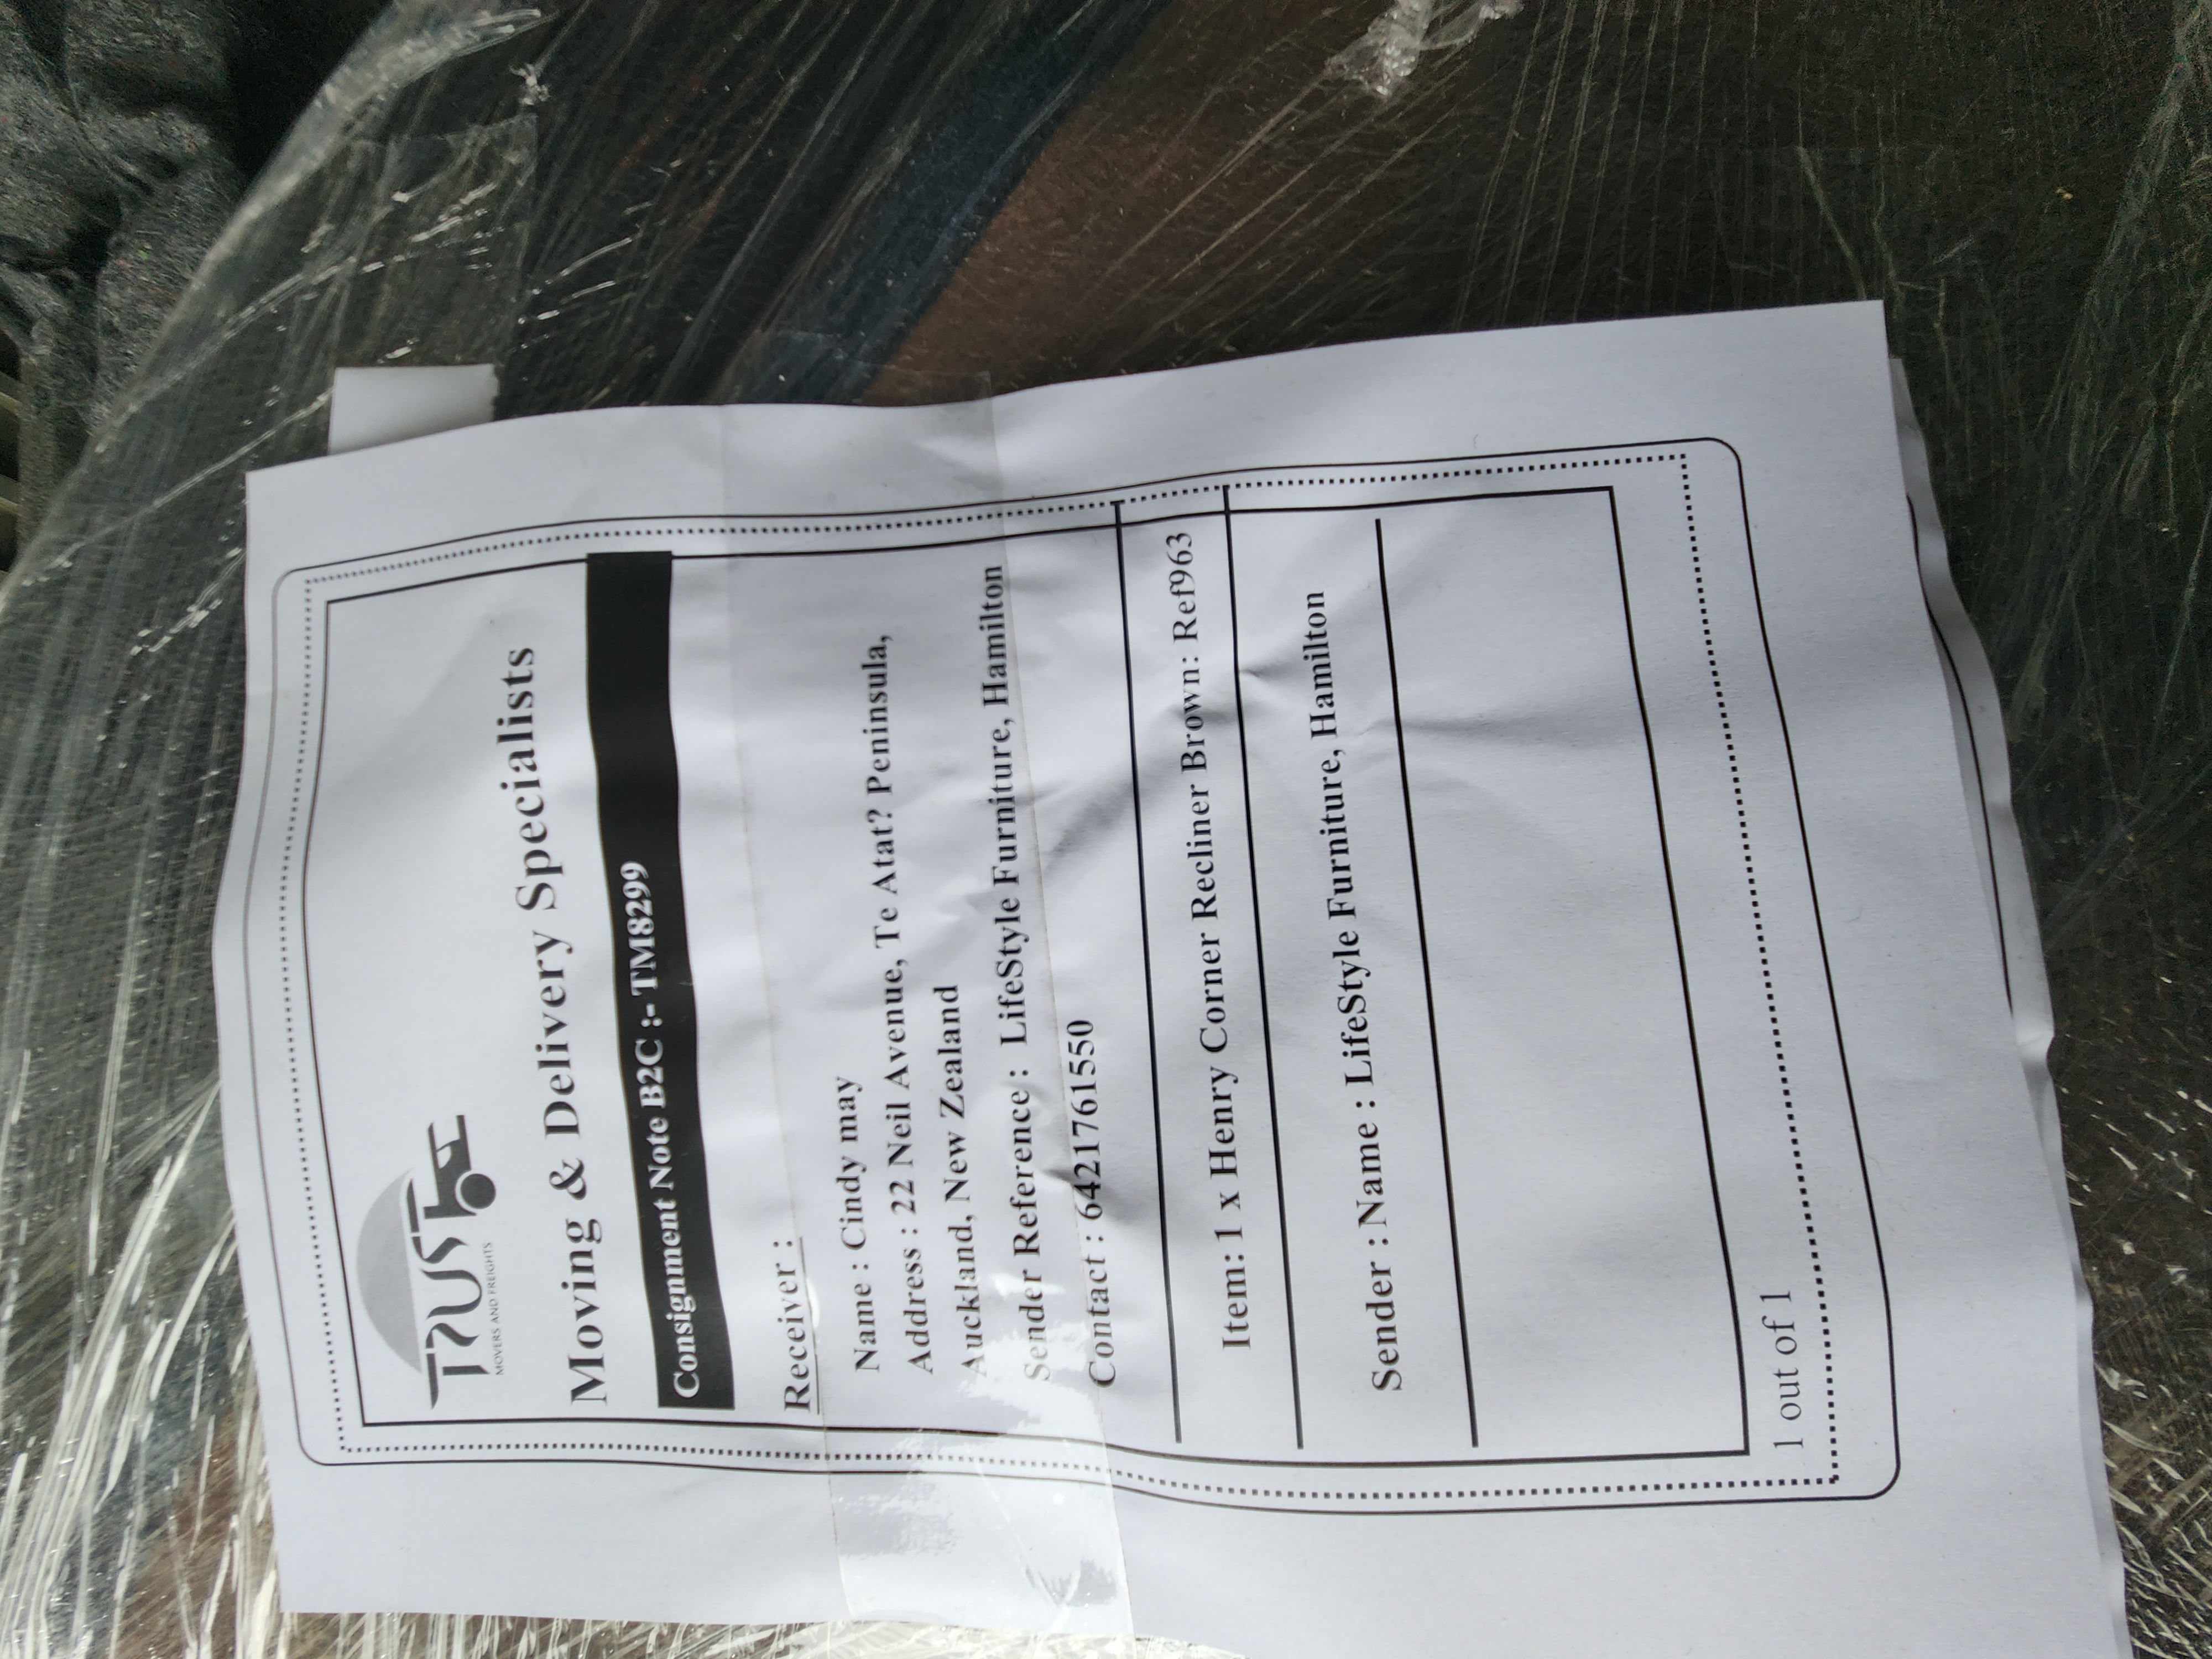 TRUST
MOVERS AND FREIGHTS
Moving & Delivery Specialists
Consignment Note B2C :- TM8299
Receiver :
Name : Cindy may
Address : 22 Neil Avenue, Te Atat? Peninsula,
Auckland, New Zealand
Sender Reference : LifeStyle Furniture, Hamilton
Contact : 642176​1550
Item: 1 x Henry Corner Recliner Brown: Ref963
Sender : Name : LifeStyle Furniture, Hamilton
1 out of 1